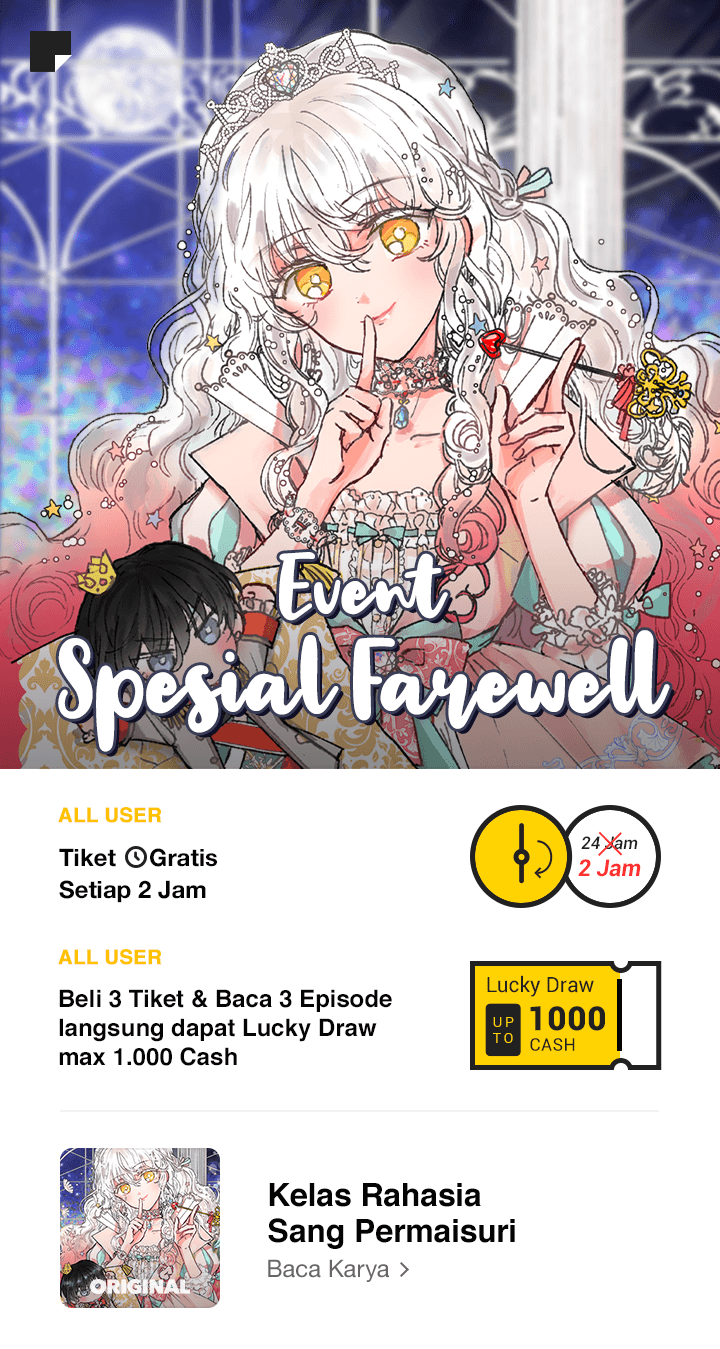 Event
Spesial Farewell
ALL USER
Tiket Gratis
Setiap 2 Jam
24 Jam
2 Jam
ALL USER
Beli 3 Tiket & Baca 3 Episode
langsung dapat Lucky Draw
max 1.000 Cash
Lucky Draw
UP TO
1000
CASH
ORIGINAL
Kelas Rahasia
Sang Permaisuri
Baca Karya >